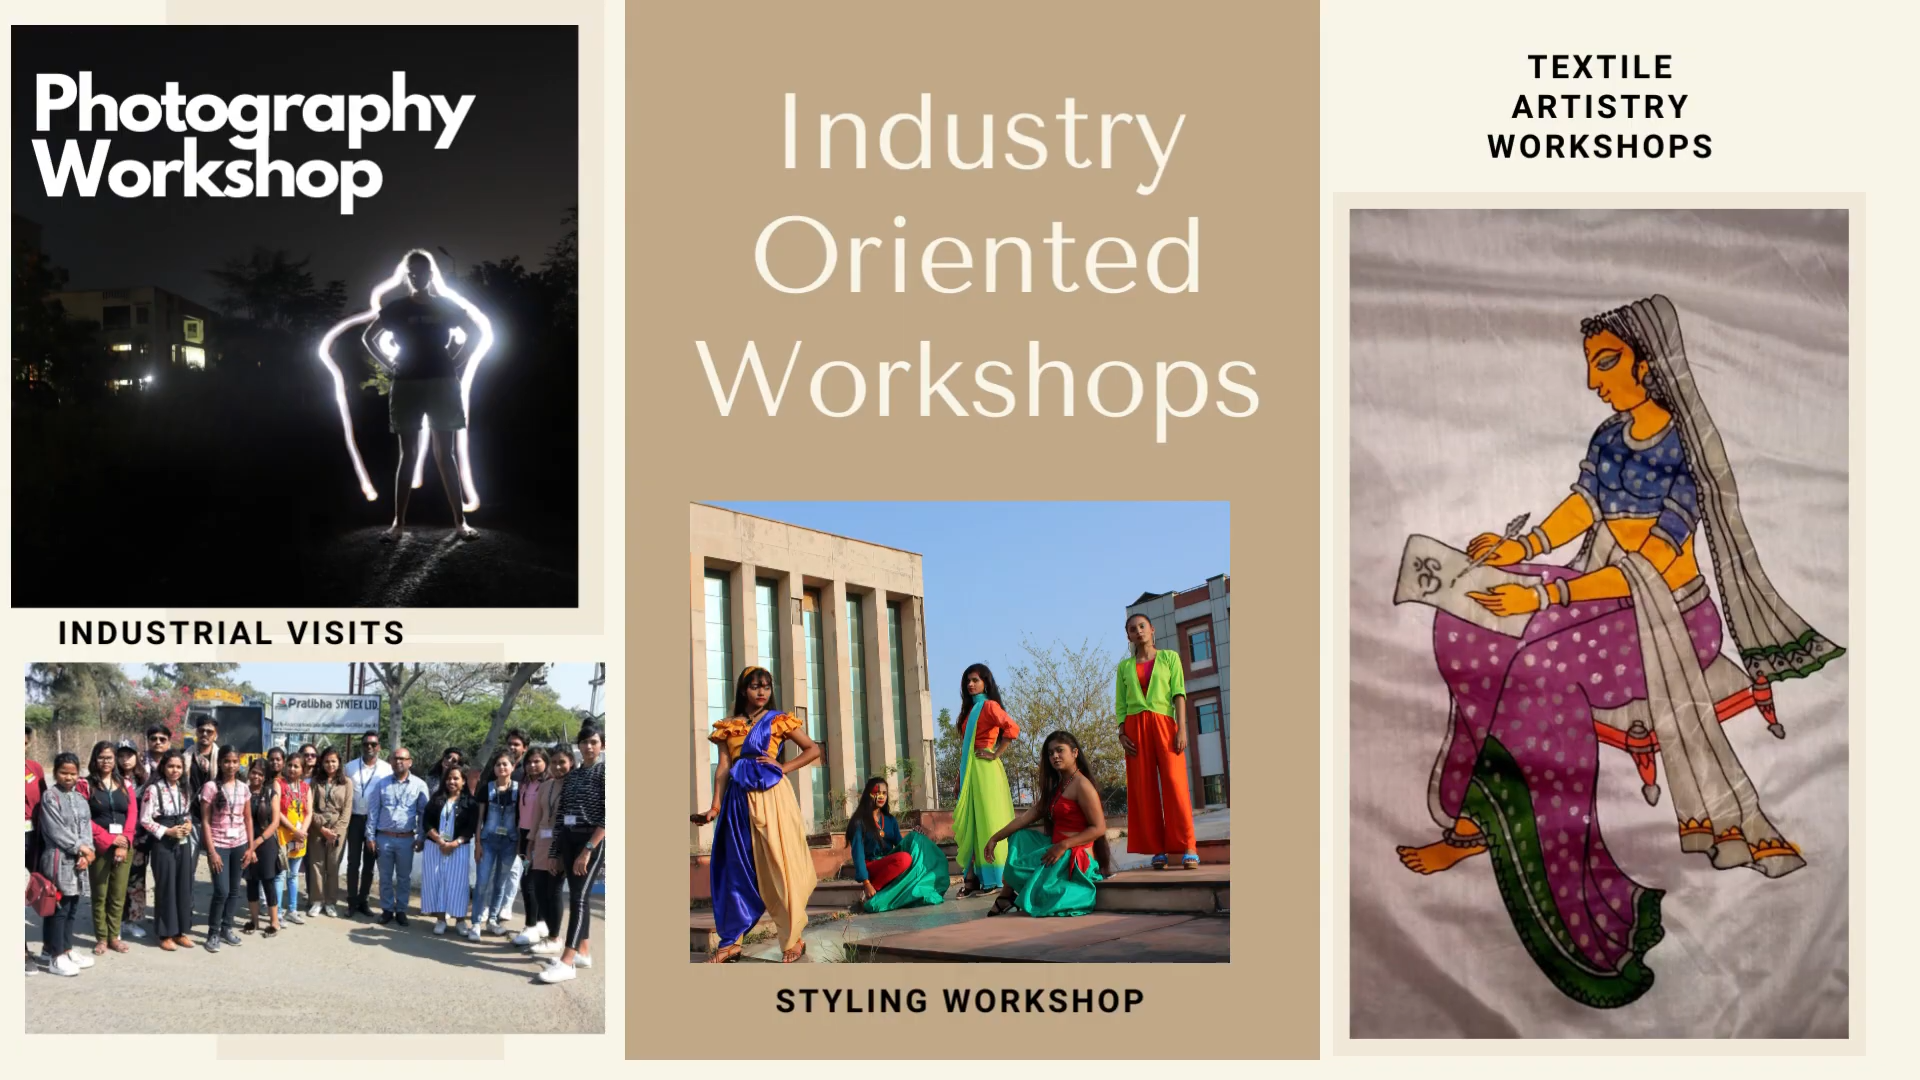 Photography
Workshop
INDUSTRIAL VISITS
Pratibha SYNTEX LTD.
Industry
Oriented
Workshops
STYLING WORKSHOP
TEXTILE
ARTISTRY
WORKSHOPS
ॐ